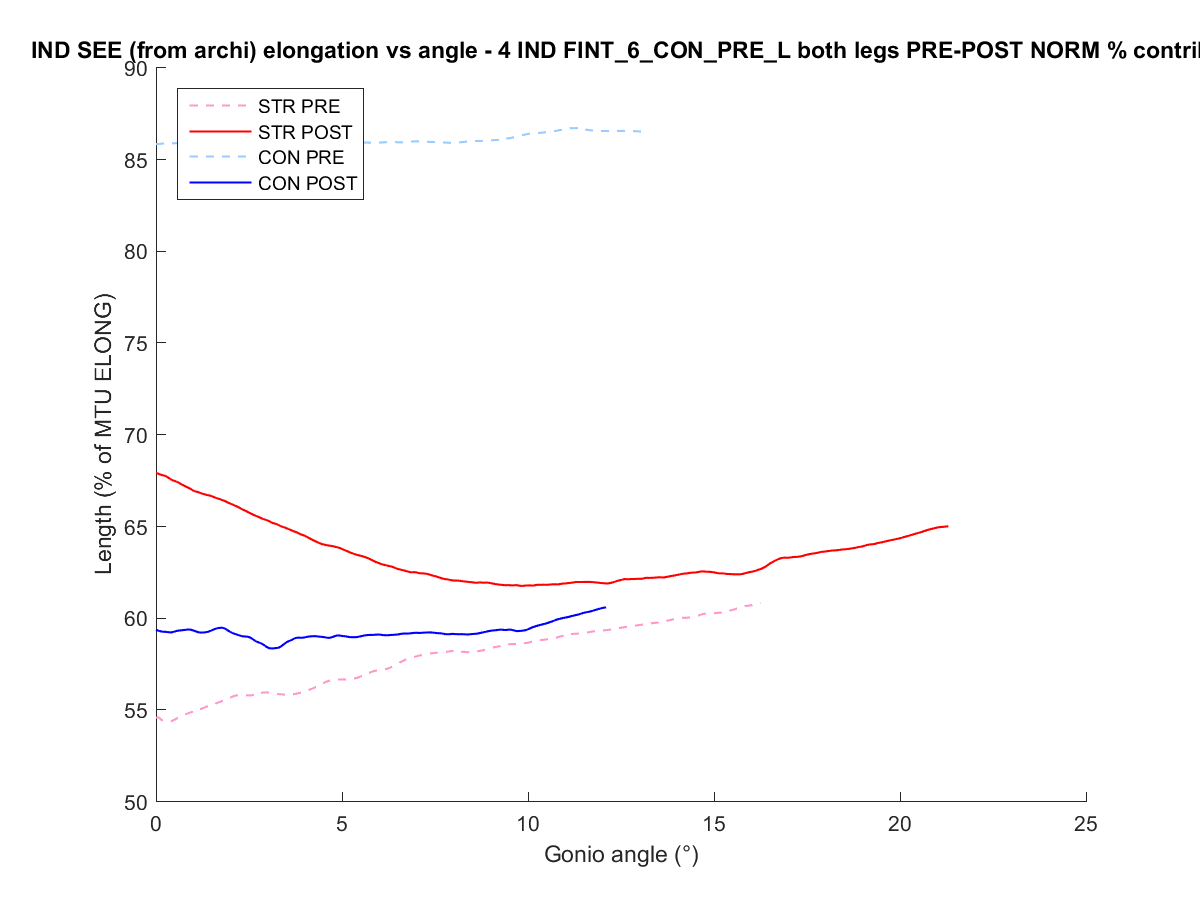 IND SEE (from archi) elongation vs angle - 4 IND FINT_6_CON_PRE_L both legs PRE-POST NORM % contri
90
85
80
75
70
65
60
55
50
STR PRE
STR POST
CON PRE
CON POST
Length (% of MTU ELONG)
0 5 10 15 20 25
Gonio angle (°)